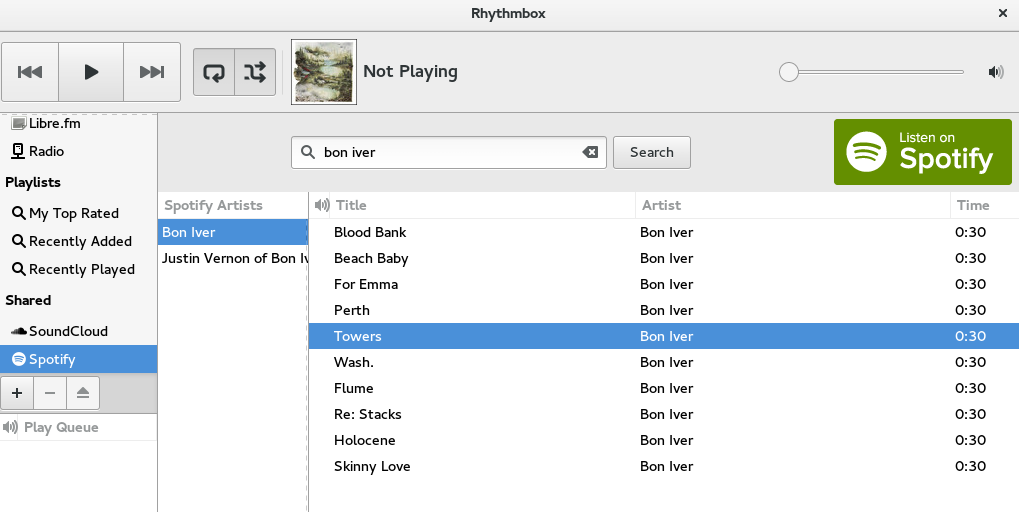 Rhythmbox
Not Playing
Libre.fm
Radio
Playlists
My Top Rated
Recently Added
Recently Played
Shared
SoundCloud
Spotify
Play Queue
bon iver
Search
Listen on
Spotify
Spotify Artists
Bon Iver
Justin Vernon of Bon Iv
Title Artist Time
Blood Bank Bon Iver 0:30
Beach Baby Bon Iver 0:30
For Emma Bon Iver 0:30
Perth Bon Iver 0:30
Towers Bon Iver 0:30
Wash. Bon Iver 0:30
Flume Bon Iver 0:30
Re: Stacks Bon Iver 0:30
Holocene Bon Iver 0:30
Skinny Love Bon Iver 0:30